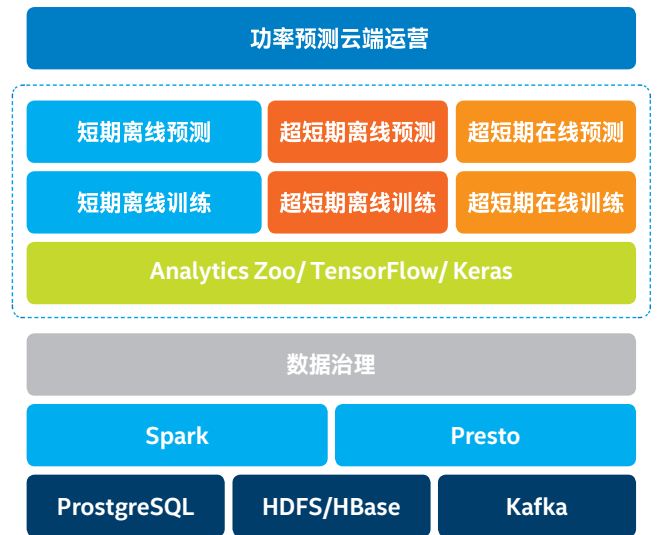 功率预测云端运营
短期离线预测
超短期离线预测
超短期在线预测
短期离线训练
超短期离线训练
超短期在线训练
Analytics Zoo/ TensorFlow/ Keras
数据治理
Spark
Presto
ProstgreSQL
HDFS/HBase
Kafka